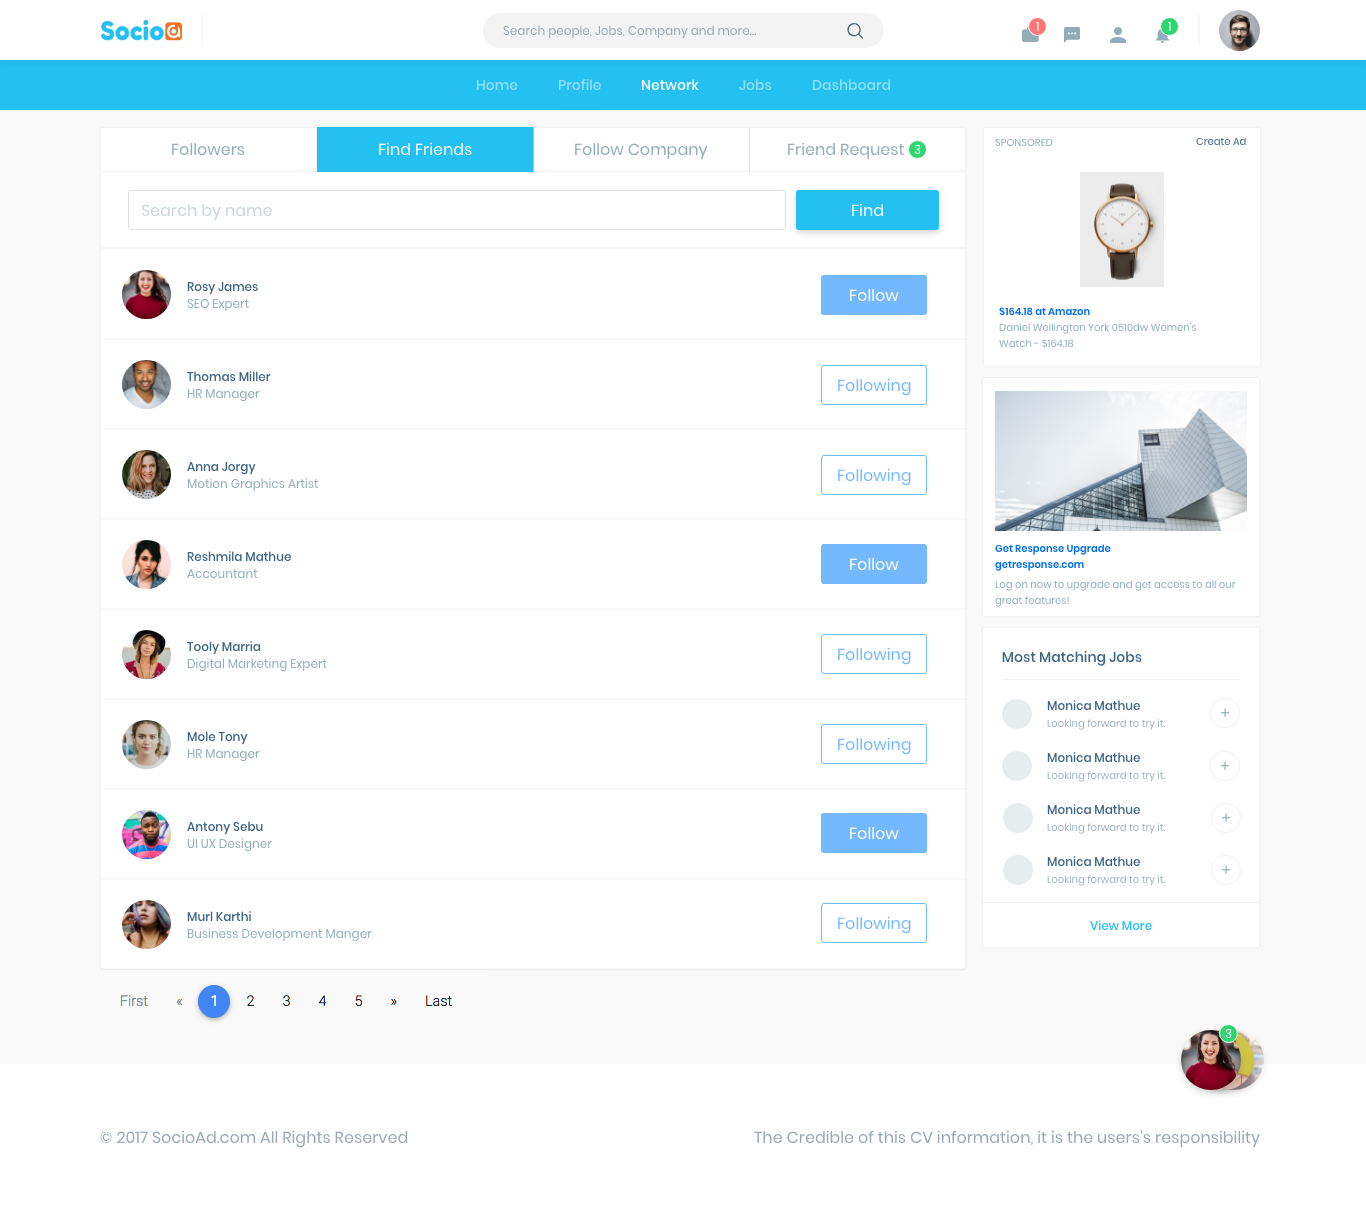 Socioa
Search people, Jobs, Company and more...
1
1
Home
Profile
Network
Jobs
Dashboard
Followers
Find Friends
Follow Company
Friend Request 3
Search by name
Find
Rosy James
SEO Expert
Follow
Thomas Miller
HR Manager
Following
Anna Jorgy
Motion Graphics Artist
Following
Reshmila Mathue
Accountant
Follow
Tooly Marria
Digital Marketing Expert
Following
Mole Tony
HR Manager
Following
Antony Sebu
UI UX Designer
Follow
Murl Karthi
Business Development Manger
Following
First « 1 2 3 4 5 » Last
SPONSORED
Create Ad
$164.18 at Amazon
Daniel Wellington York 0510dw Women's
Watch - $164.18
Get Response Upgrade
getresponse.com
Log on now to upgrade and get access to all our
great features!
Most Matching Jobs
Monica Mathue
Looking forward to try it.
+
Monica Mathue
Looking forward to try it.
+
Monica Mathue
Looking forward to try it.
+
Monica Mathue
Looking forward to try it.
+
View More
3
© 2017 SocioAd.com All Rights Reserved
The Credible of this CV information, it is the users's responsibility